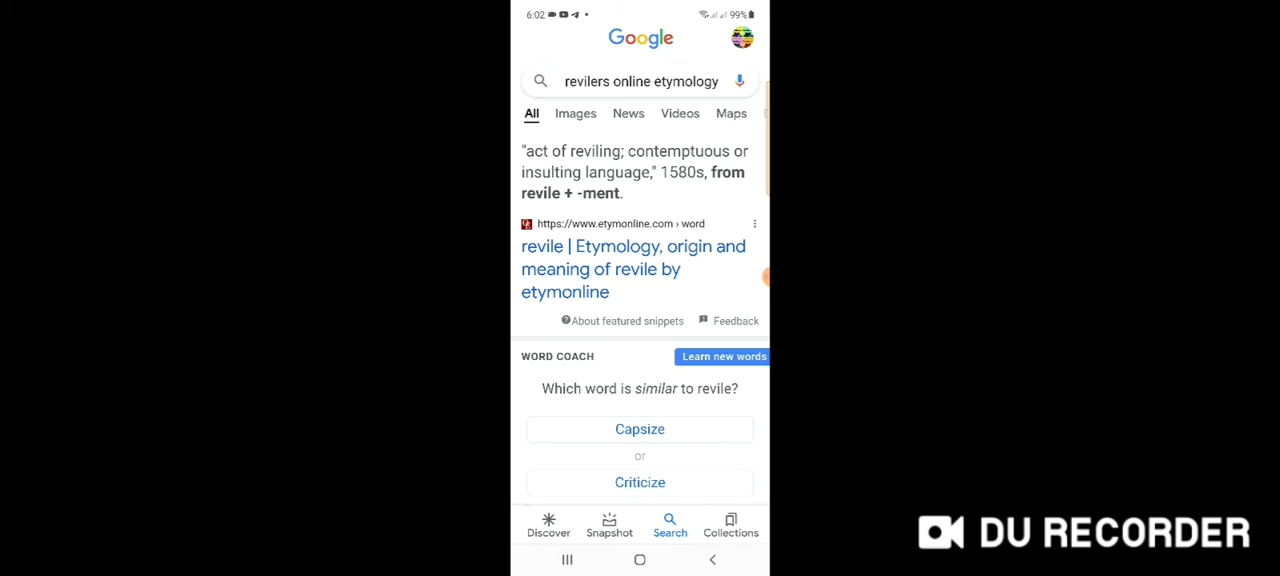 6:02
99%
Google
revilers online etymology
All Images News Videos Maps
"act of reviling; contemptuous or
insulting language," 1580s, from
revile + -ment.
https://www.etymonline.com › word
revile | Etymology, origin and
meaning of revile by
etymonline
About featured snippets Feedback
WORD COACH
Learn new words
Which word is similar to revile?
Capsize
or
Criticize
Discover Snapshot Search Collections
DU RECORDER